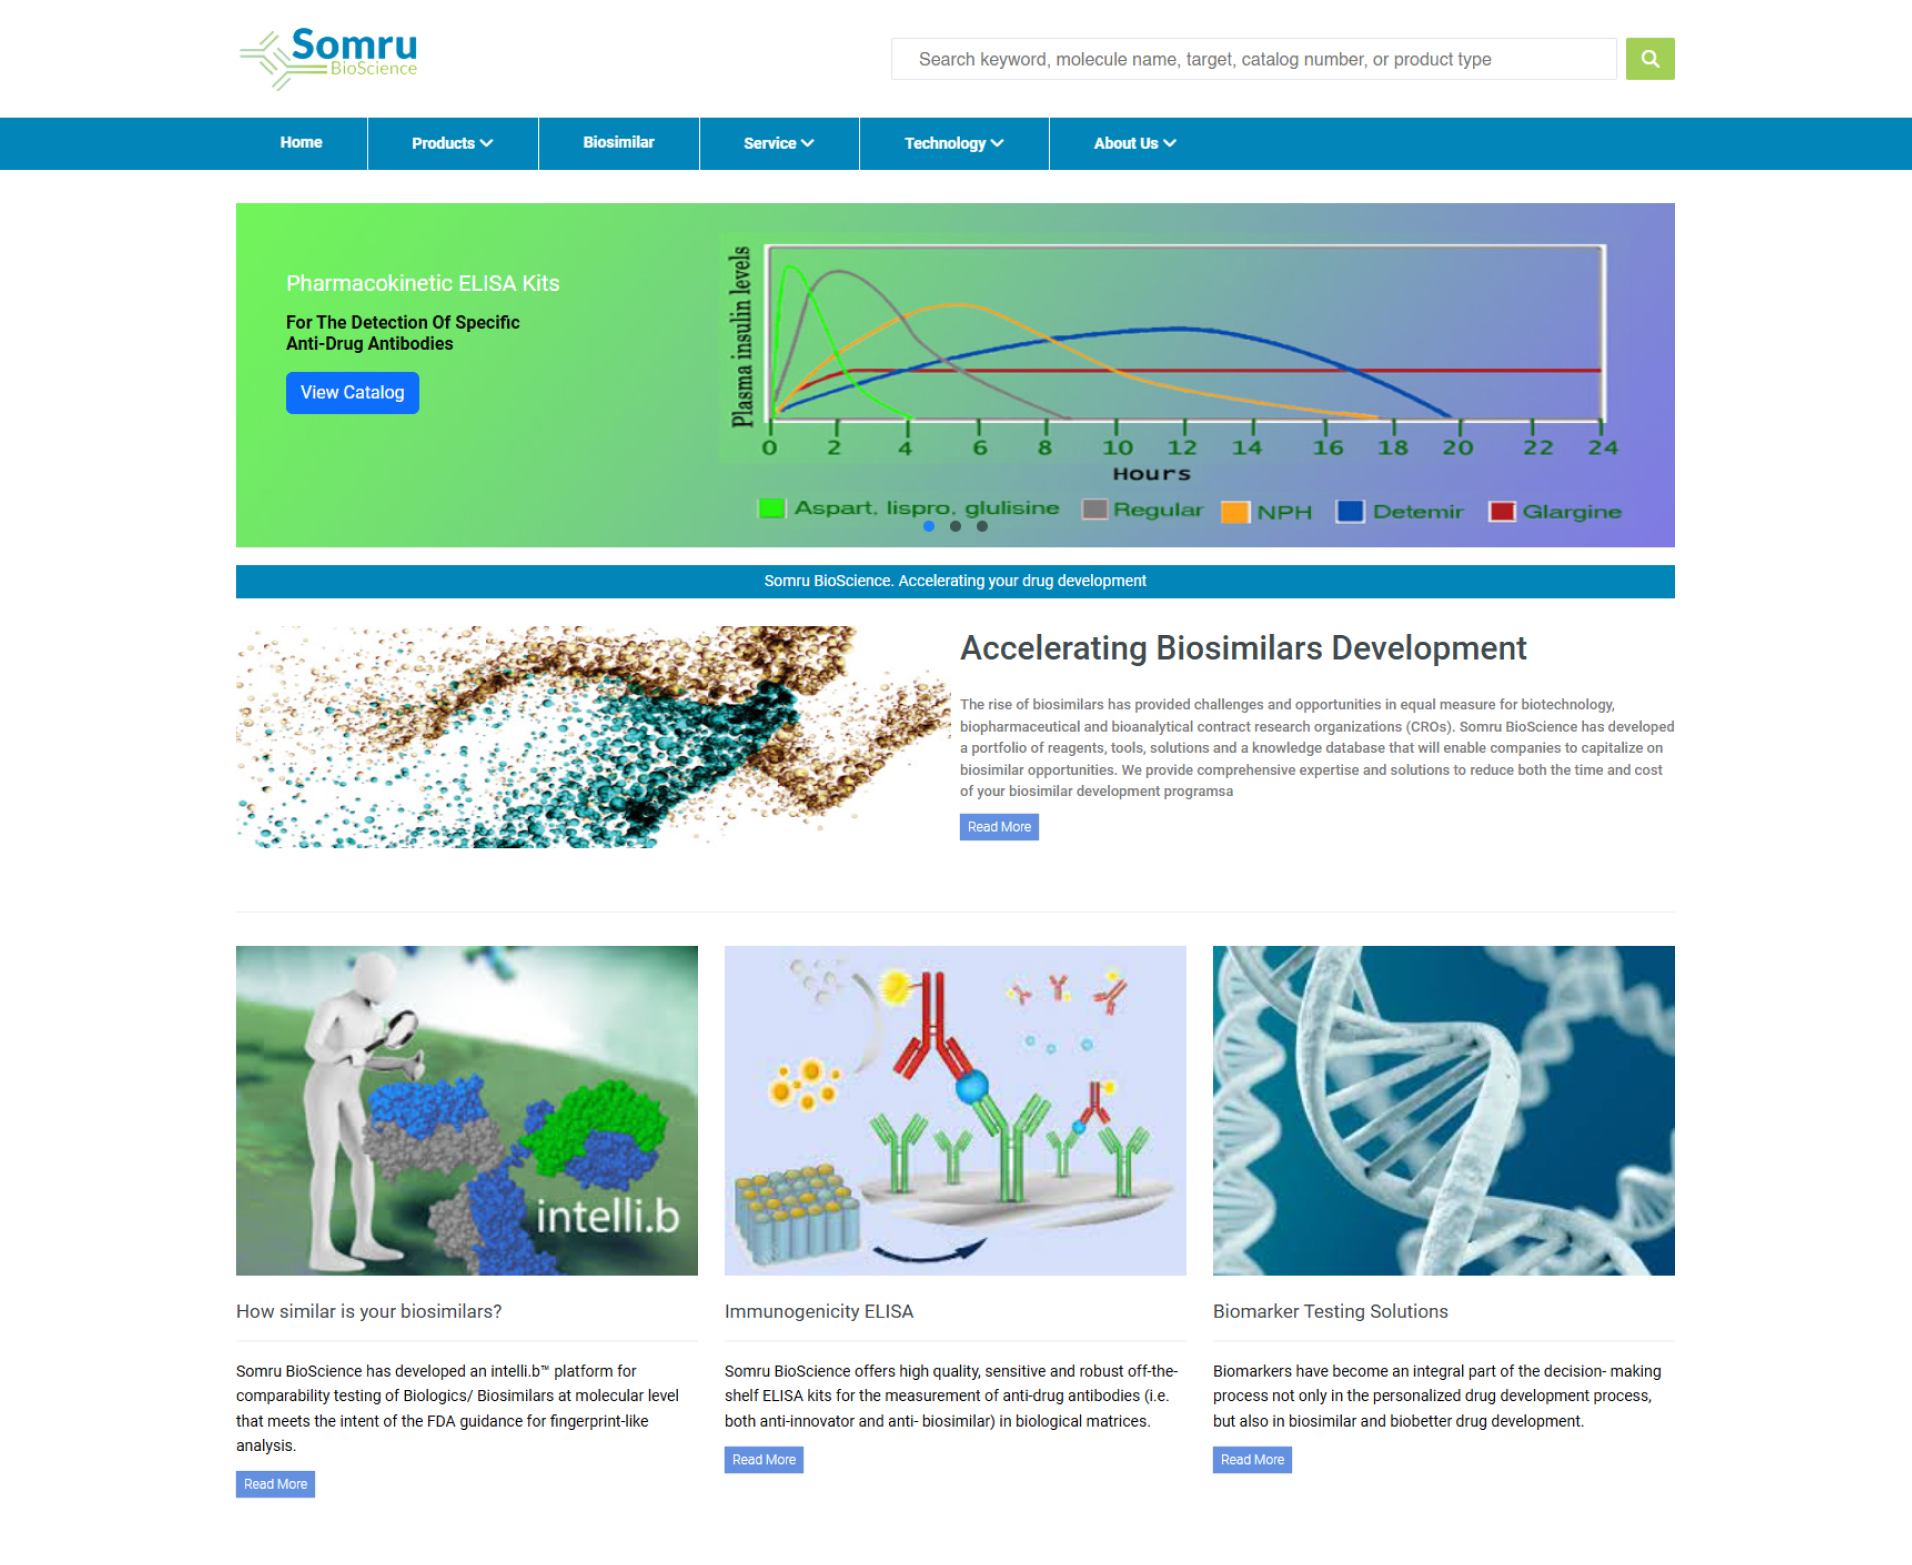 Somru
BioScience
Search keyword, molecule name, target, catalog number, or product type
Home
Products
Biosimilar
Service
Technology
About Us
Pharmacokinetic ELISA Kits
For The Detection Of Specific
Anti-Drug Antibodies
View Catalog
Plasma insulin levels
0 2 4 6 8 10 12 14 16 18 20 22 24
Hours
Aspart, lispro, glulisine Regular NPH Detemir Glargine
Somru BioScience. Accelerating your drug development
Accelerating Biosimilars Development
The rise of biosimilars has provided challenges and opportunities in equal measure for biotechnology,
biopharmaceutical and bioanalytical contract research organizations (CROs). Somru BioScience has developed
a portfolio of reagents, tools, solutions and a knowledge database that will enable companies to capitalize on
biosimilar opportunities. We provide comprehensive expertise and solutions to reduce both the time and cost
of your biosimilar development programsa
Read More
intelli.b
How similar is your biosimilars?
Somru BioScience has developed an intelli.b™ platform for
comparability testing of Biologics/ Biosimilars at molecular level
that meets the intent of the FDA guidance for fingerprint-like
analysis.
Read More
Immunogenicity ELISA
Somru BioScience offers high quality, sensitive and robust off-the-
shelf ELISA kits for the measurement of anti-drug antibodies (i.e.
both anti-innovator and anti- biosimilar) in biological matrices.
Read More
Biomarker Testing Solutions
Biomarkers have become an integral part of the decision- making
process not only in the personalized drug development process,
but also in biosimilar and biobetter drug development.
Read More